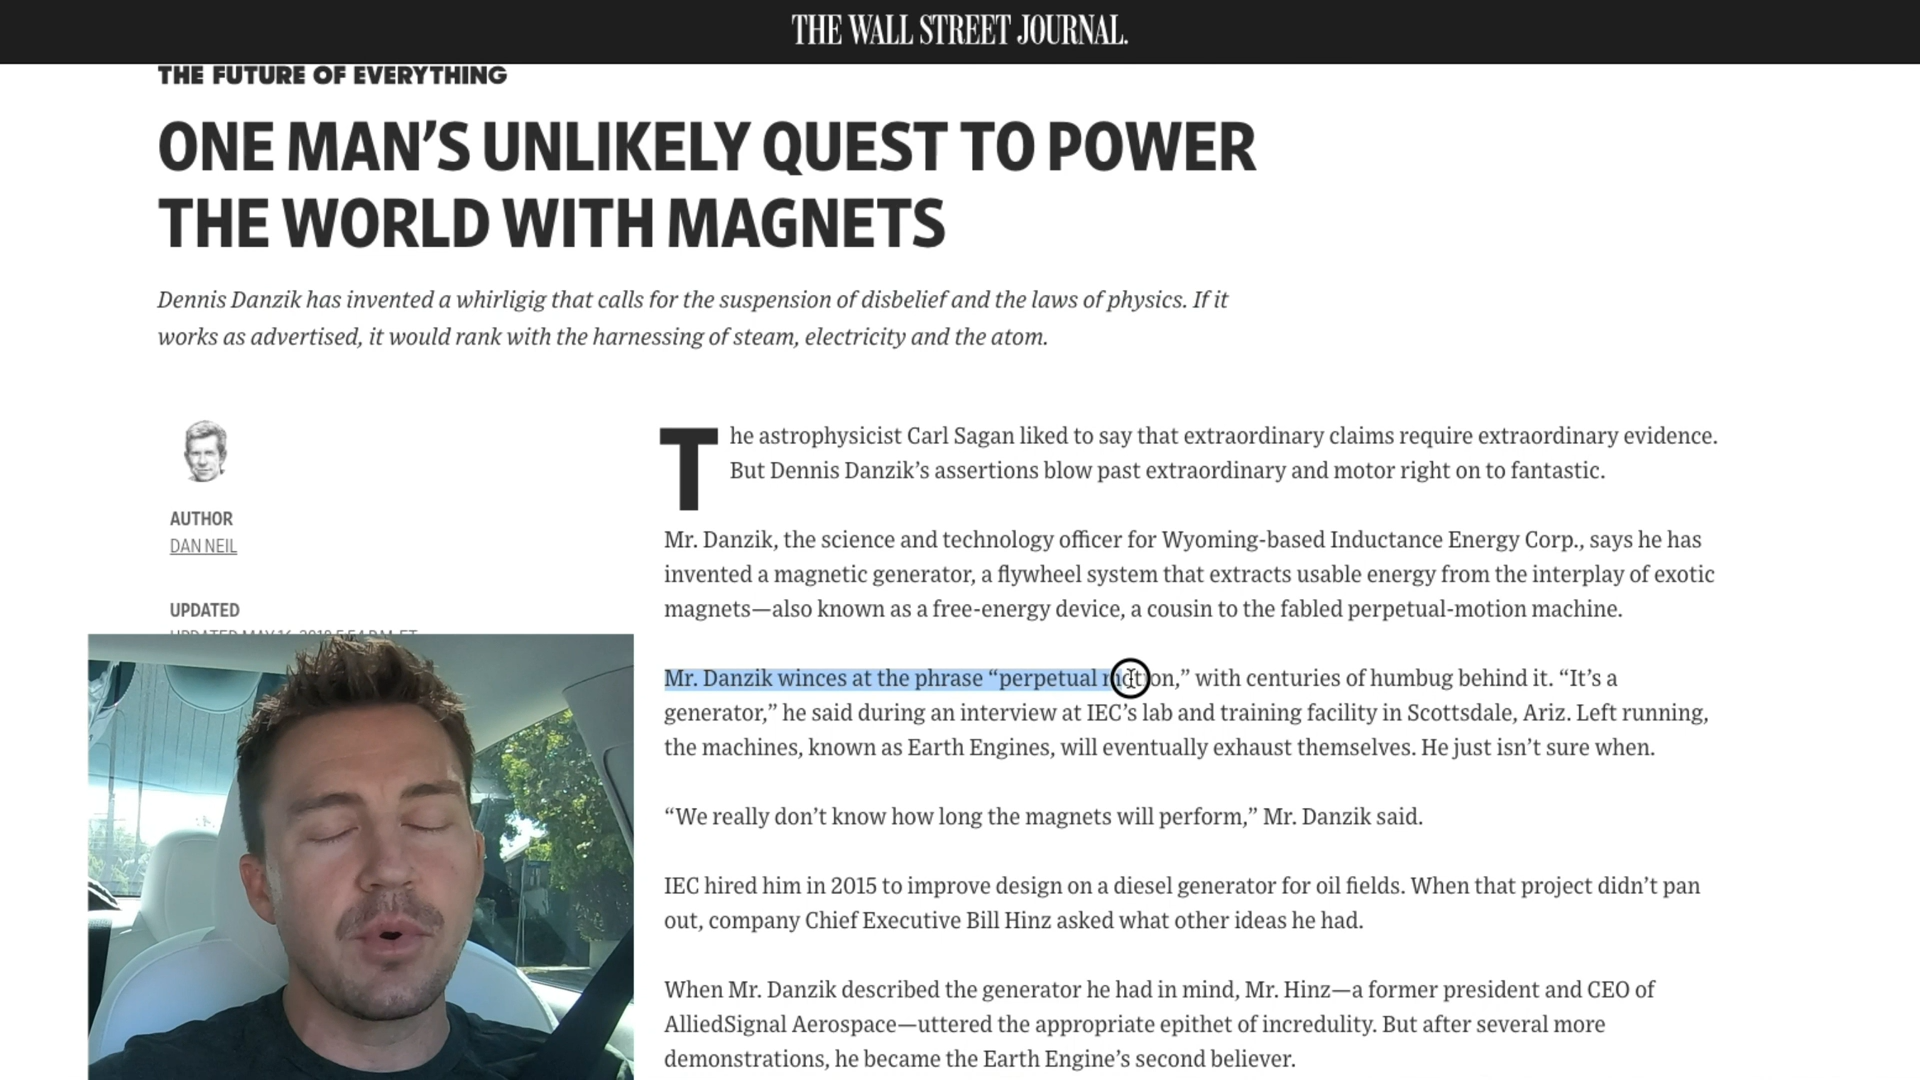 THE WALL STREET JOURNAL.
THE FUTURE OF EVERYTHING
ONE MAN’S UNLIKELY QUEST TO POWER
THE WORLD WITH MAGNETS
Dennis Danzik has invented a whirligig that calls for the suspension of disbelief and the laws of physics. If it
works as advertised, it would rank with the harnessing of steam, electricity and the atom.
AUTHOR
DAN NEIL
UPDATED
UPDATED MAY 16, 2019 5:54 P.M. ET
The astrophysicist Carl Sagan liked to say that extraordinary claims require extraordinary evidence.
But Dennis Danzik’s assertions blow past extraordinary and motor right on to fantastic.
Mr. Danzik, the science and technology officer for Wyoming-based Inductance Energy Corp., says he has
invented a magnetic generator, a flywheel system that extracts usable energy from the interplay of exotic
magnets—also known as a free-energy device, a cousin to the fabled perpetual-motion machine.
Mr. Danzik winces at the phrase “perpetual motion,” with centuries of humbug behind it. “It’s a
generator,” he said during an interview at IEC’s lab and training facility in Scottsdale, Ariz. Left running,
the machines, known as Earth Engines, will eventually exhaust themselves. He just isn’t sure when.
“We really don’t know how long the magnets will perform,” Mr. Danzik said.
IEC hired him in 2015 to improve design on a diesel generator for oil fields. When that project didn’t pan
out, company Chief Executive Bill Hinz asked what other ideas he had.
When Mr. Danzik described the generator he had in mind, Mr. Hinz—a former president and CEO of
AlliedSignal Aerospace—uttered the appropriate epithet of incredulity. But after several more
demonstrations, he became the Earth Engine’s second believer.